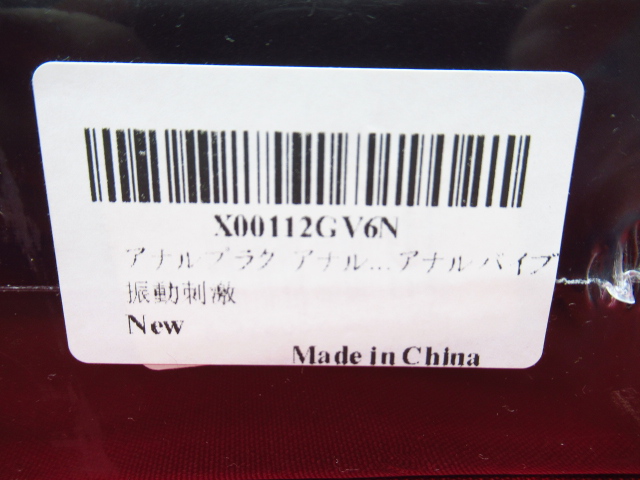 X00112GV6N
アナルプラグ アナル...アナルバイブ
振動刺激
New
Made in China